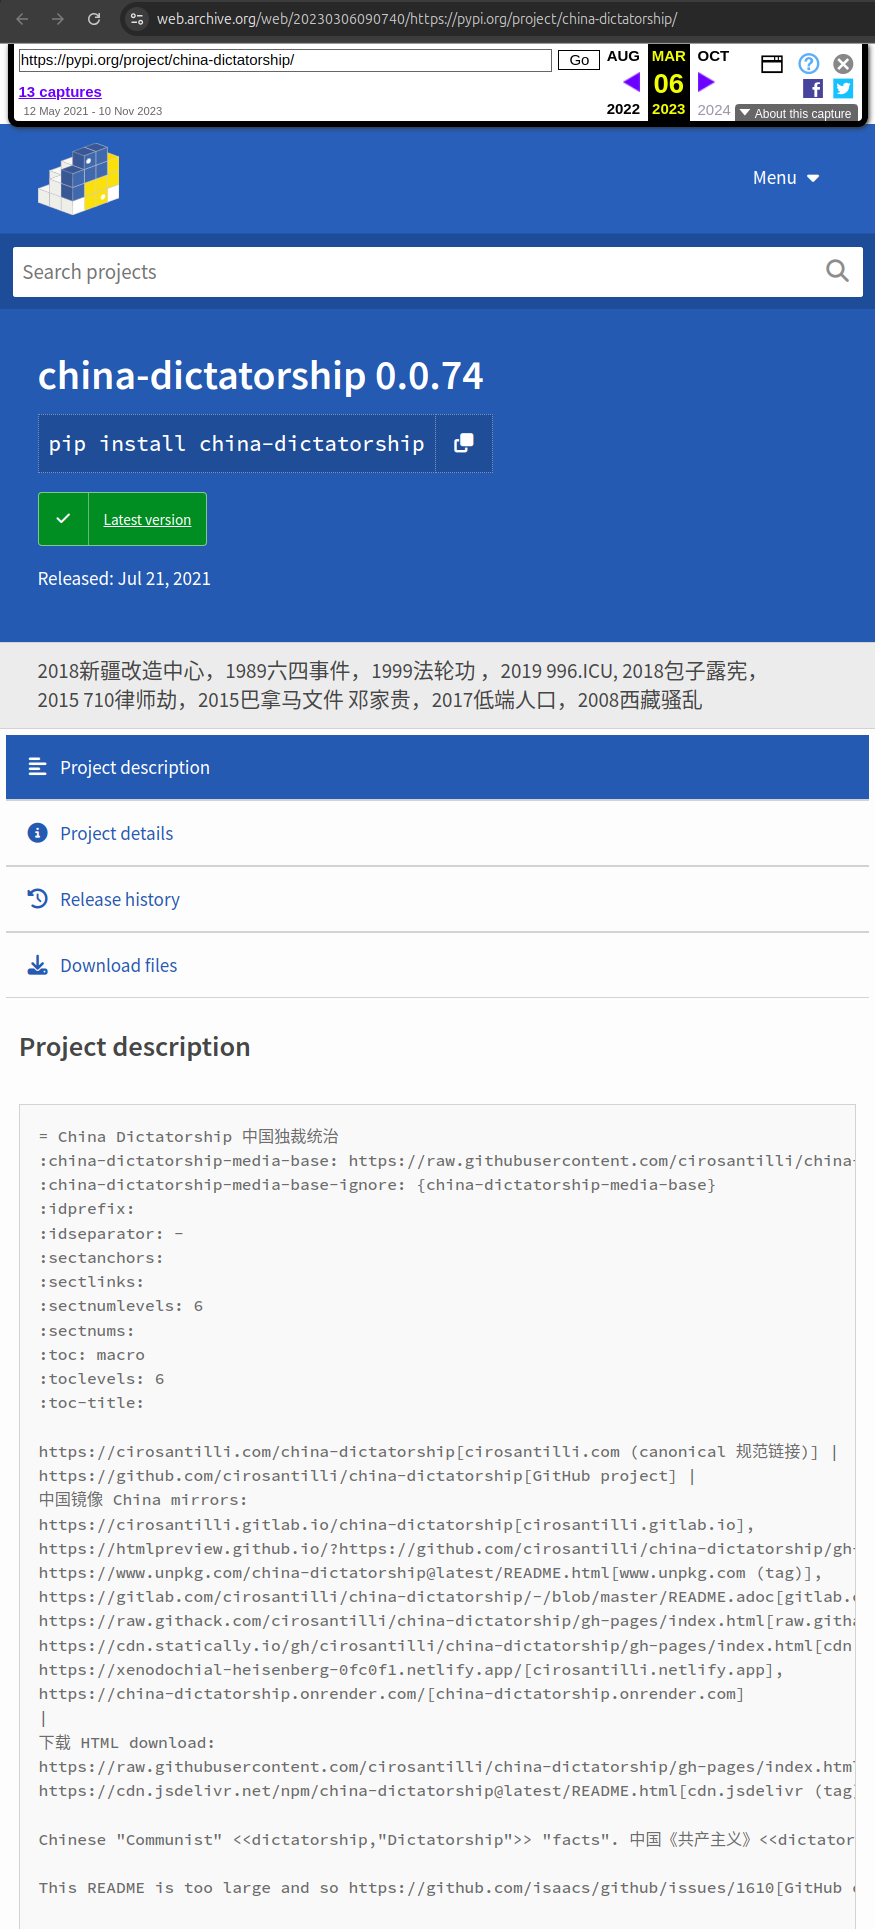 web.archive.org/web/20230306090740/https://pypi.org/project/china-dictatorship/
https://pypi.org/project/china-dictatorship/
Go
AUG MAR OCT
13 captures
06
12 May 2021 - 10 Nov 2023
2022 2023 2024
About this capture
Menu
Search projects
china-dictatorship 0.0.74
pip install china-dictatorship
Latest version
Released: Jul 21, 2021
2018新疆改造中心，1989六四事件，1999法轮功 ，2019 996.ICU, 2018包子露宪，
2015 710律师劫，2015巴拿马文件 邓家贵，2017低端人口，2008西藏骚乱
Project description
Project details
Release history
Download files
Project description
= China Dictatorship 中国独裁统治
:china-dictatorship-media-base: https://raw.githubusercontent.com/cirosantilli/china-
:china-dictatorship-media-base-ignore: {china-dictatorship-media-base}
:idprefix:
:idseparator: -
:sectanchors:
:sectlinks:
:sectnumlevels: 6
:sectnums:
:toc: macro
:toclevels: 6
:toc-title:
https://cirosantilli.com/china-dictatorship[cirosantilli.com (canonical 规范链接)] |
https://github.com/cirosantilli/china-dictatorship[GitHub project] |
中国镜像 China mirrors:
https://cirosantilli.gitlab.io/china-dictatorship[cirosantilli.gitlab.io],
https://htmlpreview.github.io/?https://github.com/cirosantilli/china-dictatorship/gh-
https://www.unpkg.com/china-dictatorship@latest/README.html[www.unpkg.com (tag)],
https://gitlab.com/cirosantilli/china-dictatorship/-/blob/master/README.adoc[gitlab.c
https://raw.githack.com/cirosantilli/china-dictatorship/gh-pages/index.html[raw.githa
https://cdn.statically.io/gh/cirosantilli/china-dictatorship/gh-pages/index.html[cdn
https://xenodochial-heisenberg-0fc0f1.netlify.app/[cirosantilli.netlify.app],
https://china-dictatorship.onrender.com/[china-dictatorship.onrender.com]
|
下载 HTML download:
https://raw.githubusercontent.com/cirosantilli/china-dictatorship/gh-pages/index.html
https://cdn.jsdelivr.net/npm/china-dictatorship@latest/README.html[cdn.jsdelivr (tag)
Chinese "Communist" <<dictatorship,"Dictatorship">> "facts". 中国《共产主义》<<dictator
This README is too large and so https://github.com/isaacs/github/issues/1610[GitHub